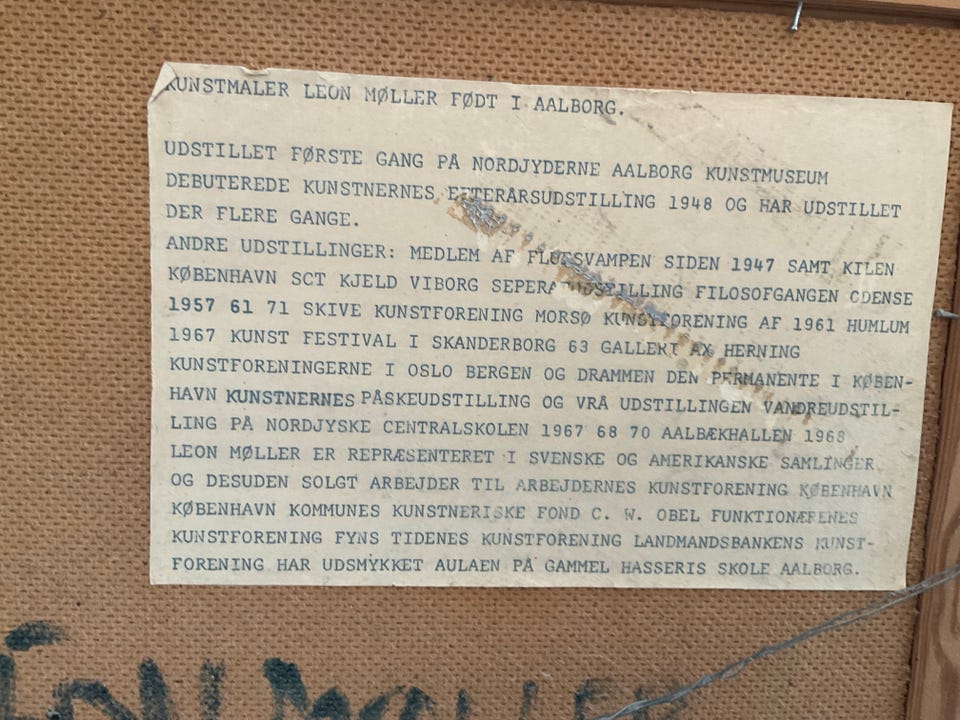 KUNSTMALER LEON MØLLER FØDT I AALBORG.
UDSTILLET FØRSTE GANG PÅ NORDJYDERNE AALBORG KUNSTMUSEUM
DEBUTEREDE KUNSTNERNES EFTERÅRSUDSTILLING 1948 OG HAR UDSTILLET
DER FLERE GANGE.
ANDRE UDSTILLINGER: MEDLEM AF FLUESVAMPEN SIDEN 1947 SAMT KILEN
KØBENHAVN SCT KJELD VIBORG SEPERATUDSTILLING FILOSOFGANGEN ODENSE
1957 61 71 SKIVE KUNSTFORENING MORSØ KUNSTFORENING AF 1961 HUMLUM
1967 KUNST FESTIVAL I SKANDERBORG 63 GALLERI AX HERNING
KUNSTFORENINGERNE I OSLO BERGEN OG DRAMMEN DEN PERMANENTE I KØBEN-
HAVN KUNSTNERNES PÅSKEUDSTILLING OG VRÅ UDSTILLINGEN VANDREUDSTIL-
LING PÅ NORDJYSKE CENTRALSKOLEN 1967 68 70 AALBÆKHALLEN 1968
LEON MØLLER ER REPRÆSENTERET I SVENSKE OG AMERIKANSKE SAMLINGER
OG DESUDEN SOLGT ARBEJDER TIL ARBEJDERNES KUNSTFORENING KØBENHAVN
KØBENHAVN KOMMUNES KUNSTNERISKE FOND C. W. OBEL FUNKTIONÆRENES
KUNSTFORENING FYNS TIDENES KUNSTFORENING LANDMANDSBANKENS KUNST-
FORENING HAR UDSMYKKET AULAEN PÅ GAMMEL HASSERIS SKOLE AALBORG.
MØLLER